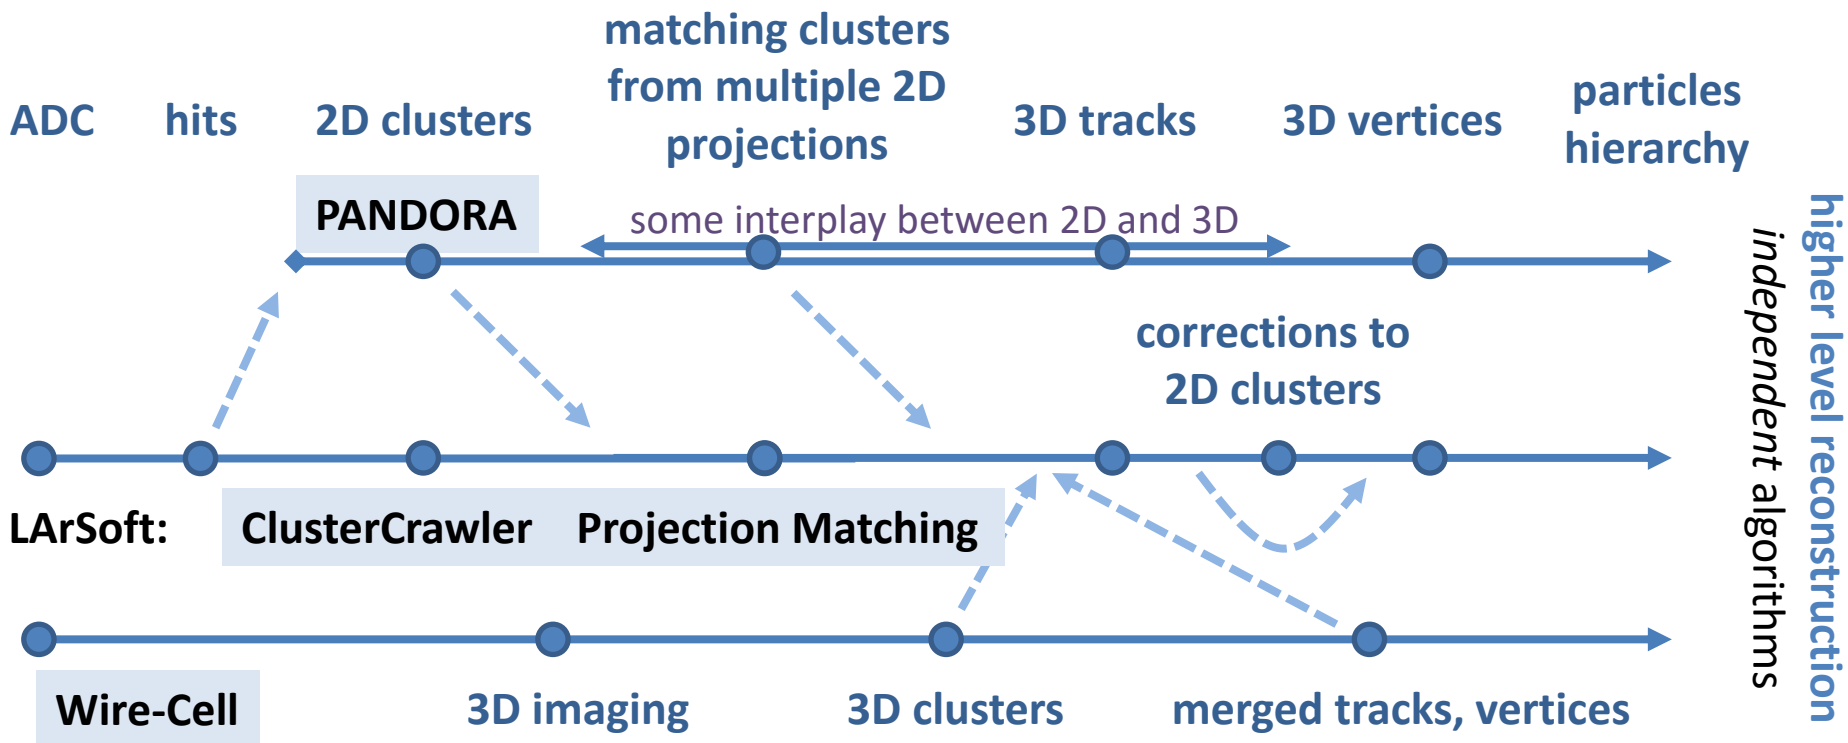 matching clusters
from multiple 2D
projections
ADC
hits
2D clusters
3D tracks
3D vertices
particles
hierarchy
PANDORA
some interplay between 2D and 3D
corrections to
2D clusters
LArSoft:
ClusterCrawler
Projection Matching
Wire-Cell
3D imaging
3D clusters
merged tracks, vertices
higher level reconstruction
independent algorithms